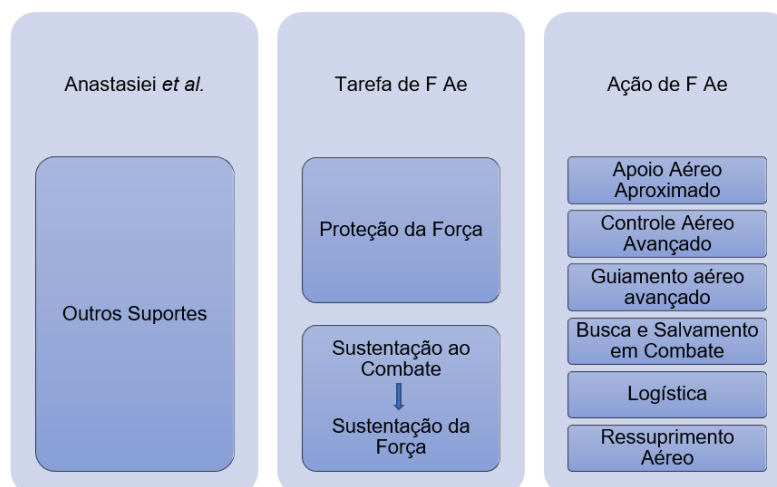 Anastasiei et al.
Outros Suportes
Tarefa de F Ae
Proteção da Força
Sustentação ao
Combate
Sustentação da
Força
Ação de F Ae
Apoio Aéreo
Aproximado
Controle Aéreo
Avançado
Guiamento aéreo
avançado
Busca e Salvamento
em Combate
Logística
Ressuprimento
Aéreo